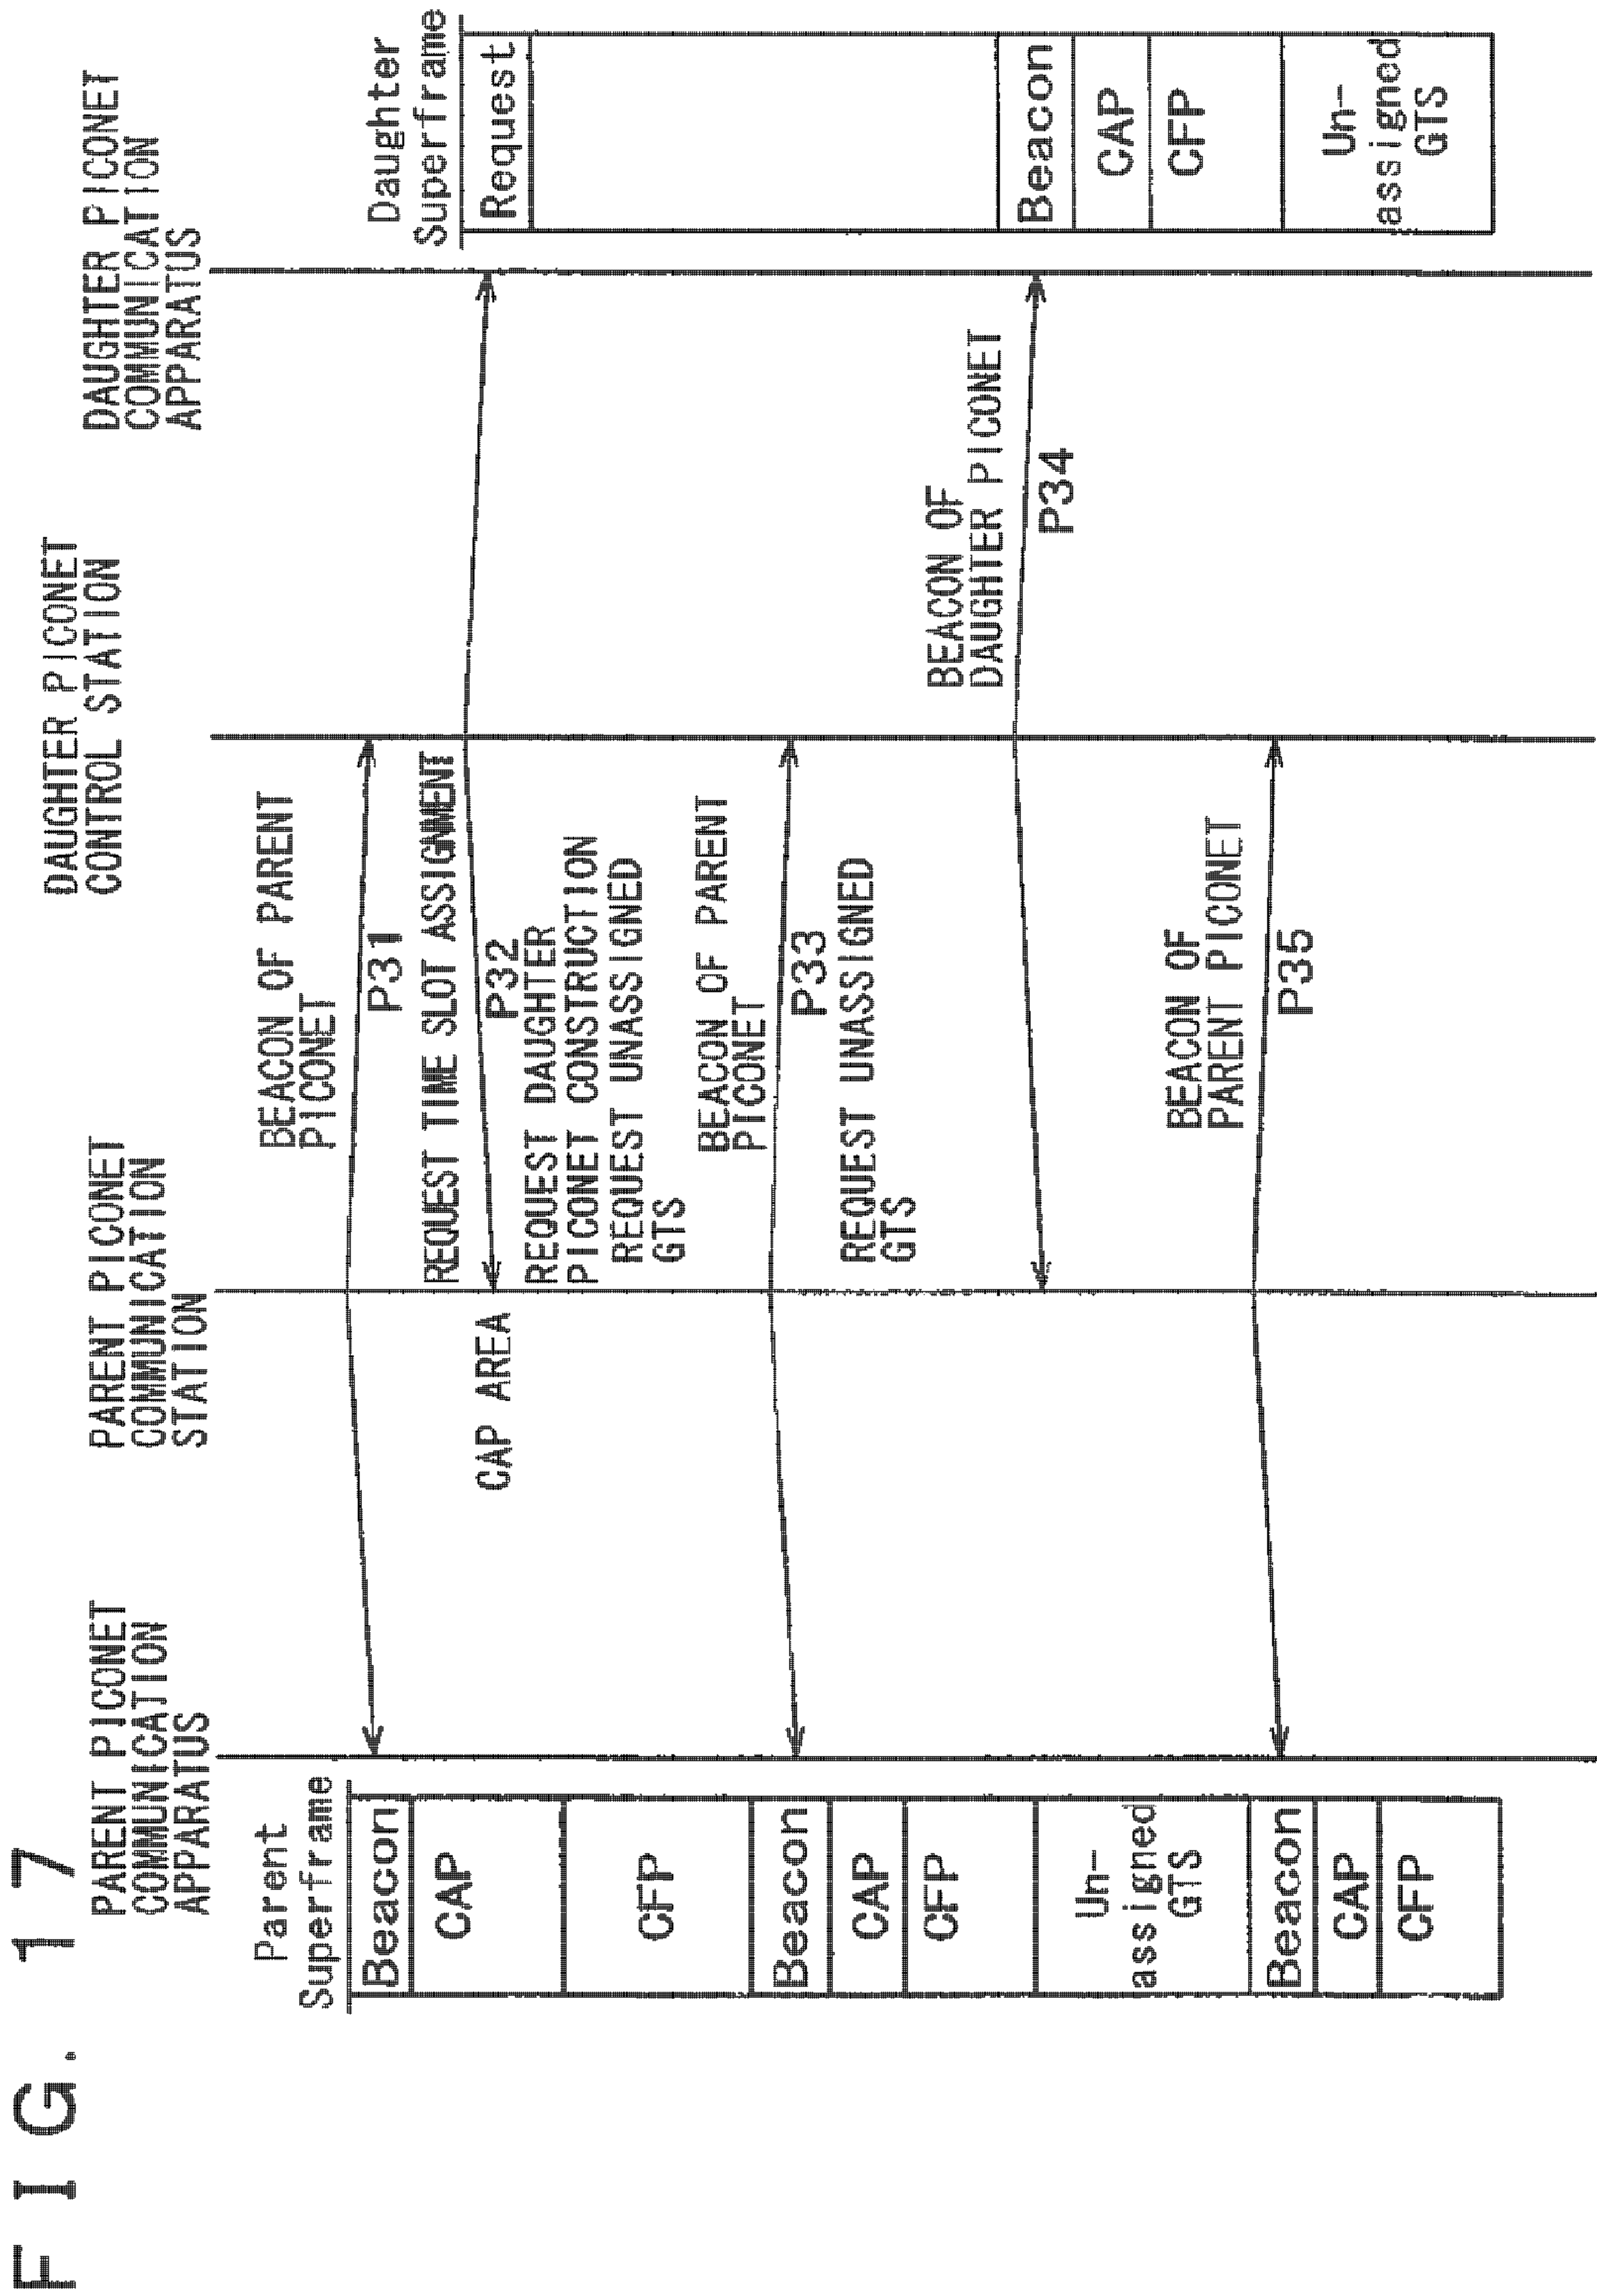 FIG. 17
PARENT PICONET
COMMUNICATION
APPARATUS
PARENT PICONET
COMMUNICATION
STATION
DAUGHTER PICONET
CONTROL STATION
DAUGHTER PICONET
COMMUNICATION
APPARATUS
Parent
Superframe
Beacon
CAP
CFP
Beacon
CAP
CFP
Un-
assigned
GTS
Beacon
CAP
CFP
BEACON OF PARENT
PICONET
P31
REQUEST TIME SLOT ASSIGNMENT
CAP AREA
P32
REQUEST DAUGHTER
PICONET CONSTRUCTION
REQUEST UNASSIGNED
GTS
BEACON OF PARENT
PICONET
P33
REQUEST UNASSIGNED
GTS
BEACON OF
DAUGHTER PICONET
P34
BEACON OF
PARENT PICONET
P35
Daughter
Superframe
Request
Beacon
CAP
CFP
Un-
assigned
GTS